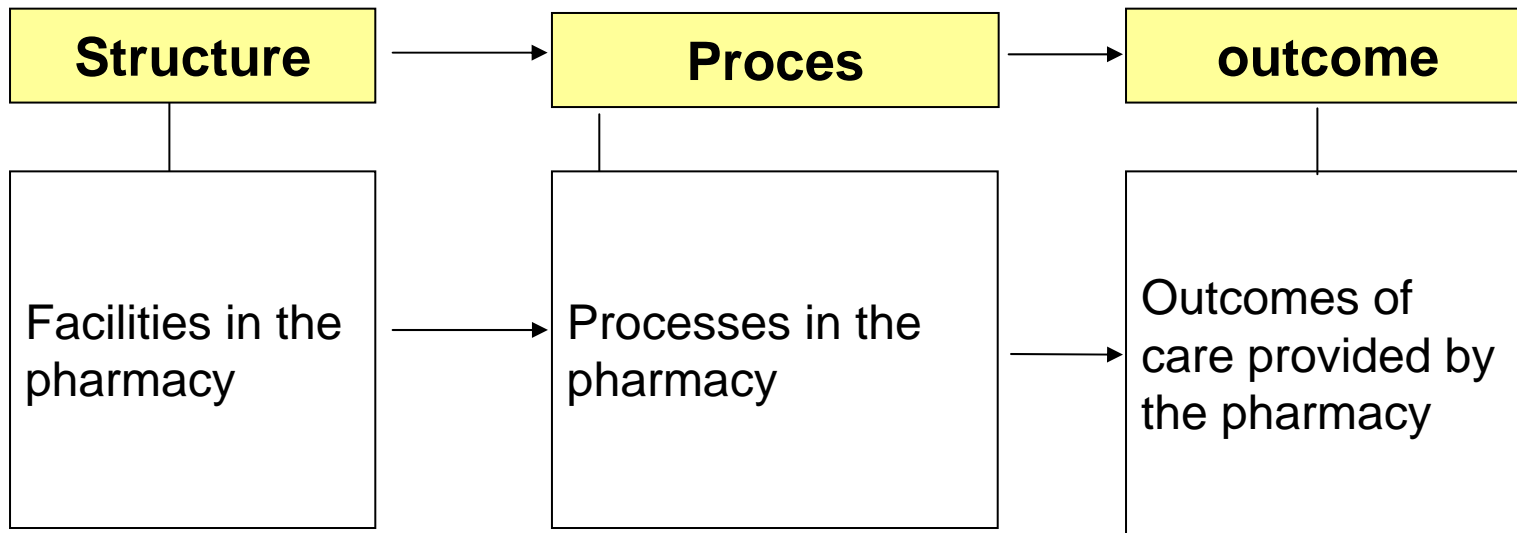 Structure
Proces
outcome
Facilities in the
pharmacy
Processes in the
pharmacy
Outcomes of
care provided by
the pharmacy